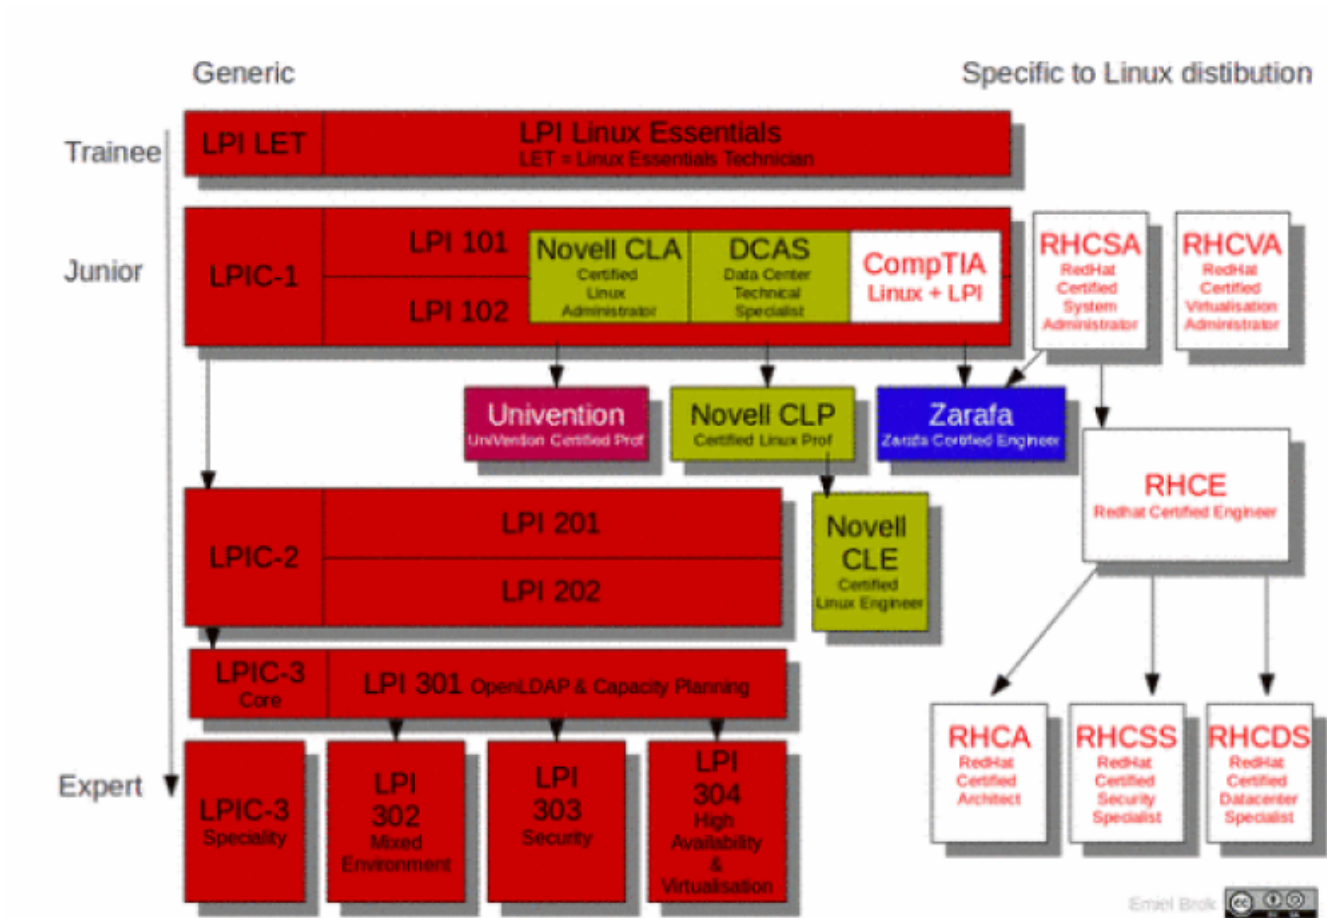 Generic
Specific to Linux distibution
Trainee
LPI LET
LPI Linux Essentials
LET = Linux Essentials Technician
Junior
LPIC-1
LPI 101
LPI 102
Novell CLA
Certified
Linux
Administrator
DCAS
Data Center
Technical
Specialist
CompTIA
Linux + LPI
RHCSA
RedHat
Certified
System
Administrator
RHCVA
RedHat
Certified
Virtualisation
Administrator
Univention
UniVention Certified Prof
Novell CLP
Certified Linux Prof
Zarafa
Zarafa Certified Engineer
RHCE
Redhat Certified Engineer
LPIC-2
LPI 201
LPI 202
Novell
CLE
Certified
Linux Engineer
LPIC-3
Core
LPI 301 OpenLDAP & Capacity Planning
Expert
LPIC-3
Speciality
LPI
302
Mixed
Environment
LPI
303
Security
LPI
304
High
Availability
&
Virtualisation
RHCA
RedHat
Certified
Architect
RHCSS
RedHat
Certified
Security
Specialist
RHCDS
RedHat
Certified
Datacenter
Specialist
Emiel Brok
cc